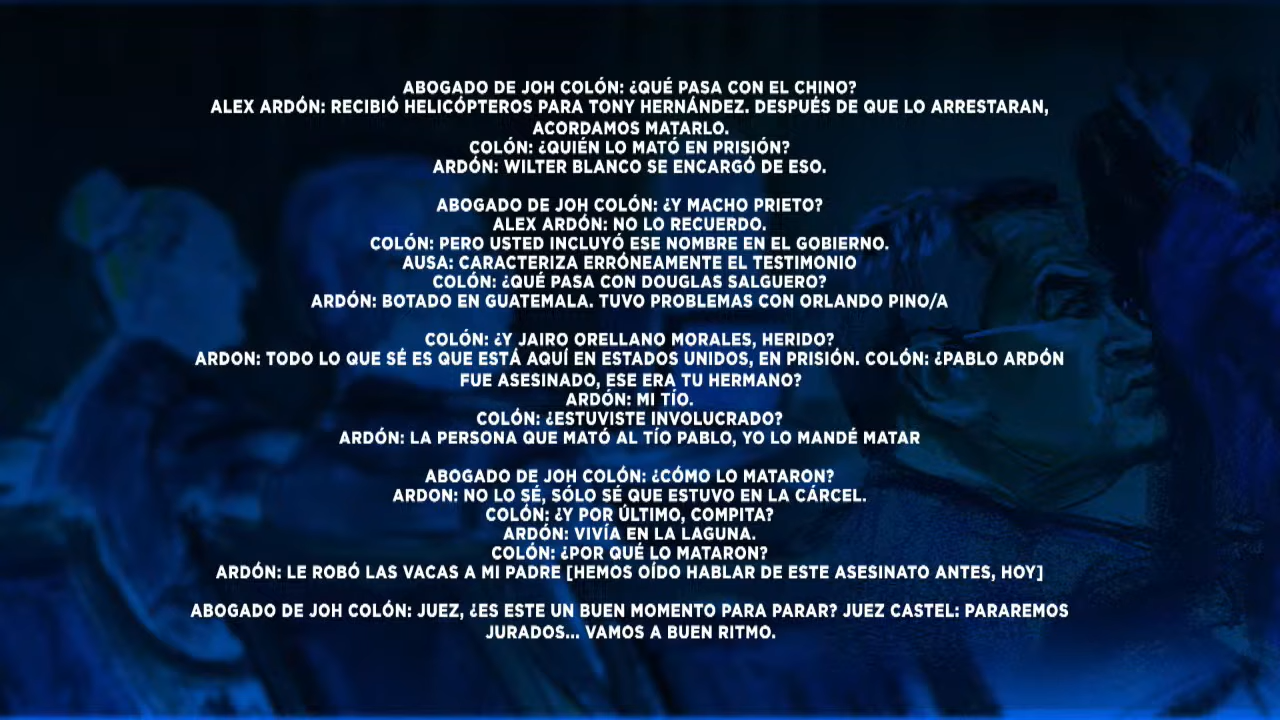 ABOGADO DE JOH COLÓN: ¿QUÉ PASA CON EL CHINO?
ALEX ARDÓN: RECIBIÓ HELICÓPTEROS PARA TONY HERNÁNDEZ. DESPUÉS DE QUE LO ARRESTARAN,
ACORDAMOS MATARLO.
COLÓN: ¿QUIÉN LO MATÓ EN PRISIÓN?
ARDÓN: WILTER BLANCO SE ENCARGÓ DE ESO.
ABOGADO DE JOH COLÓN: ¿Y MACHO PRIETO?
ALEX ARDÓN: NO LO RECUERDO.
COLÓN: PERO USTED INCLUYÓ ESE NOMBRE EN EL GOBIERNO.
AUSA: CARACTERIZA ERRÓNEAMENTE EL TESTIMONIO
COLÓN: ¿QUÉ PASA CON DOUGLAS SALGUERO?
ARDÓN: BOTADO EN GUATEMALA. TUVO PROBLEMAS CON ORLANDO PINO/A
COLÓN: ¿Y JAIRO ORELLANO MORALES, HERIDO?
ARDON: TODO LO QUE SÉ ES QUE ESTÁ AQUÍ EN ESTADOS UNIDOS, EN PRISIÓN. COLÓN: ¿PABLO ARDÓN
FUE ASESINADO, ESE ERA TU HERMANO?
ARDÓN: MI TÍO.
COLÓN: ¿ESTUVISTE INVOLUCRADO?
ARDÓN: LA PERSONA QUE MATÓ AL TÍO PABLO, YO LO MANDÉ MATAR
ABOGADO DE JOH COLÓN: ¿CÓMO LO MATARON?
ARDON: NO LO SÉ, SÓLO SÉ QUE ESTUVO EN LA CÁRCEL.
COLÓN: ¿Y POR ÚLTIMO, COMPITA?
ARDÓN: VIVÍA EN LA LAGUNA.
COLÓN: ¿POR QUÉ LO MATARON?
ARDÓN: LE ROBÓ LAS VACAS A MI PADRE [HEMOS OÍDO HABLAR DE ESTE ASESINATO ANTES, HOY]
ABOGADO DE JOH COLÓN: JUEZ, ¿ES ESTE UN BUEN MOMENTO PARA PARAR? JUEZ CASTEL: PARAREMOS
JURADOS... VAMOS A BUEN RITMO.